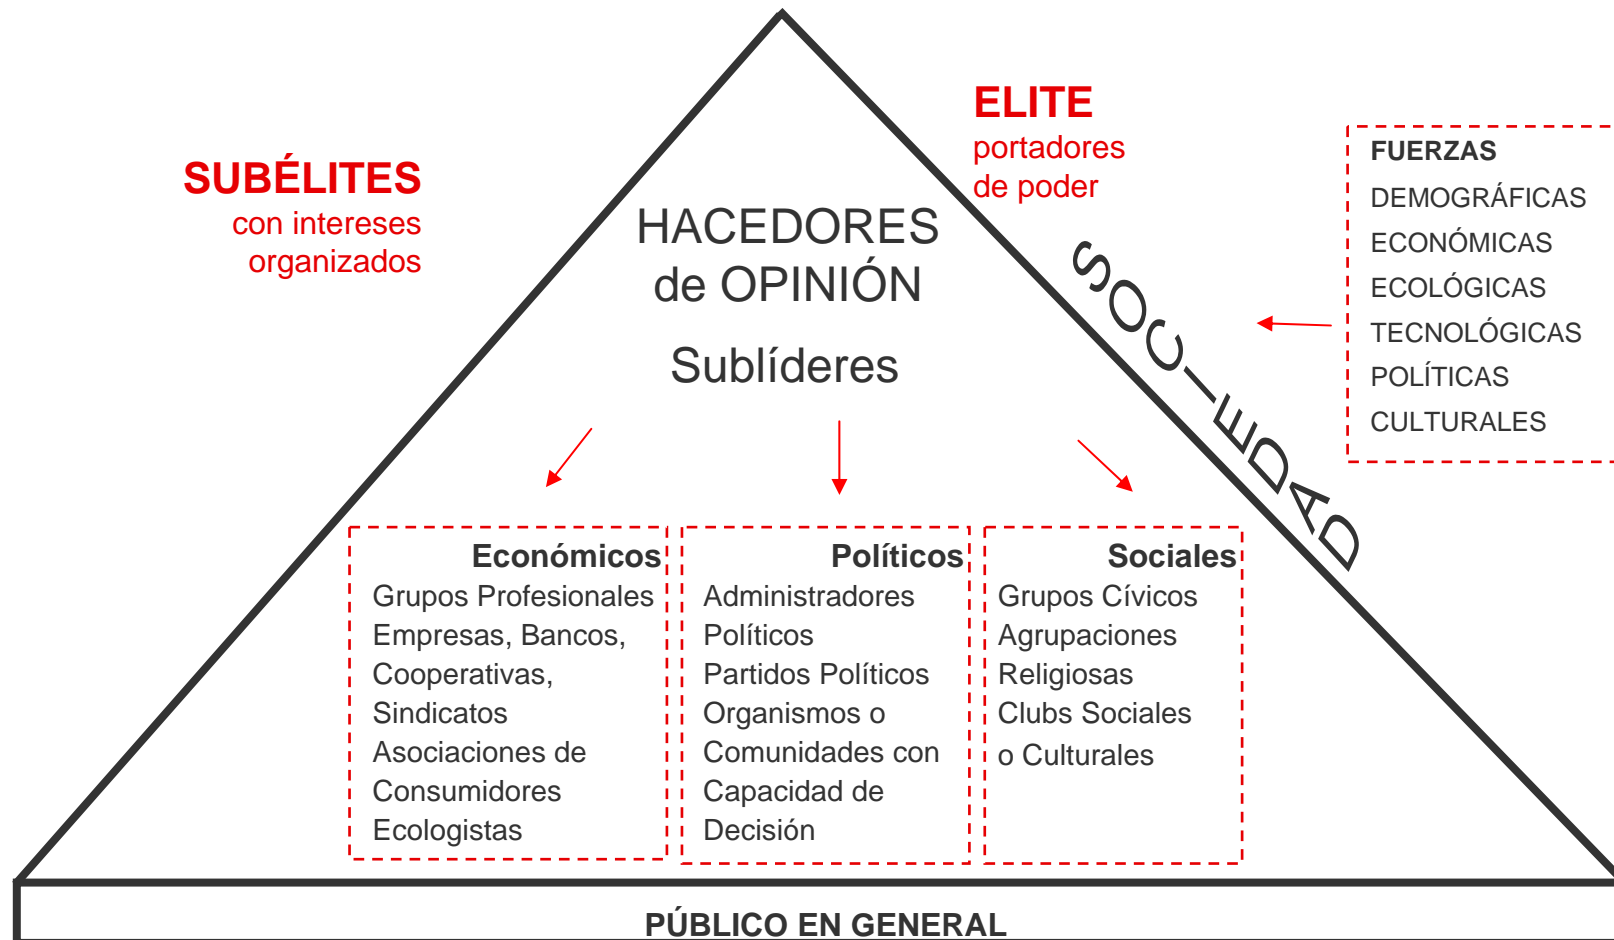 ELITE
portadores
de poder
SUBÉLITES
con intereses
organizados
HACEDORES
de OPINIÓN
Sublíderes
SOCIEDAD
FUERZAS
DEMOGRÁFICAS
ECONÓMICAS
ECOLÓGICAS
TECNOLÓGICAS
POLÍTICAS
CULTURALES
Económicos
Grupos Profesionales
Empresas, Bancos,
Cooperativas,
Sindicatos
Asociaciones de
Consumidores
Ecologistas
Políticos
Administradores
Políticos
Partidos Políticos
Organismos o
Comunidades con
Capacidad de
Decisión
Sociales
Grupos Cívicos
Agrupaciones
Religiosas
Clubs Sociales
o Culturales
PÚBLICO EN GENERAL